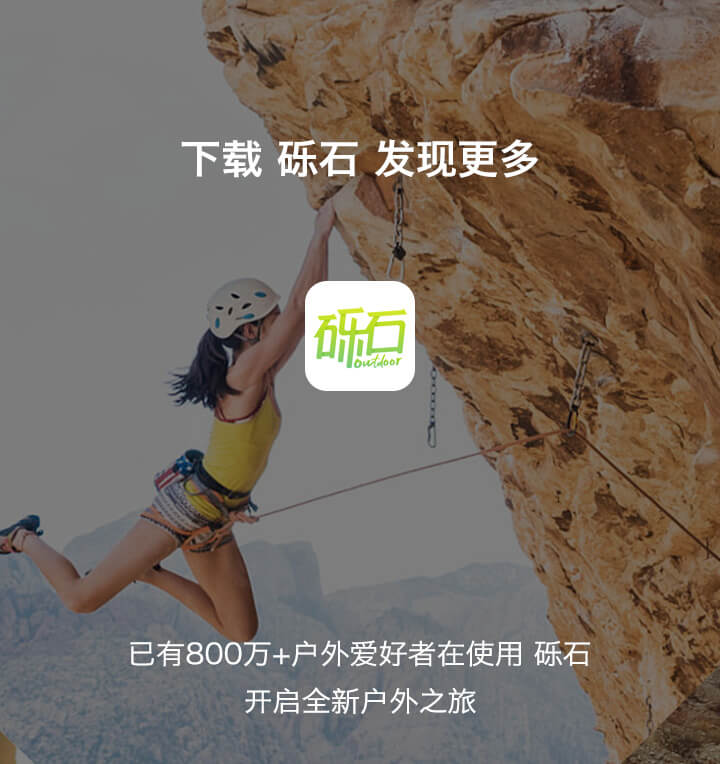 下载 砾石 发现更多
砾石
outdoor
已有800万+户外爱好者在使用 砾石
开启全新户外之旅